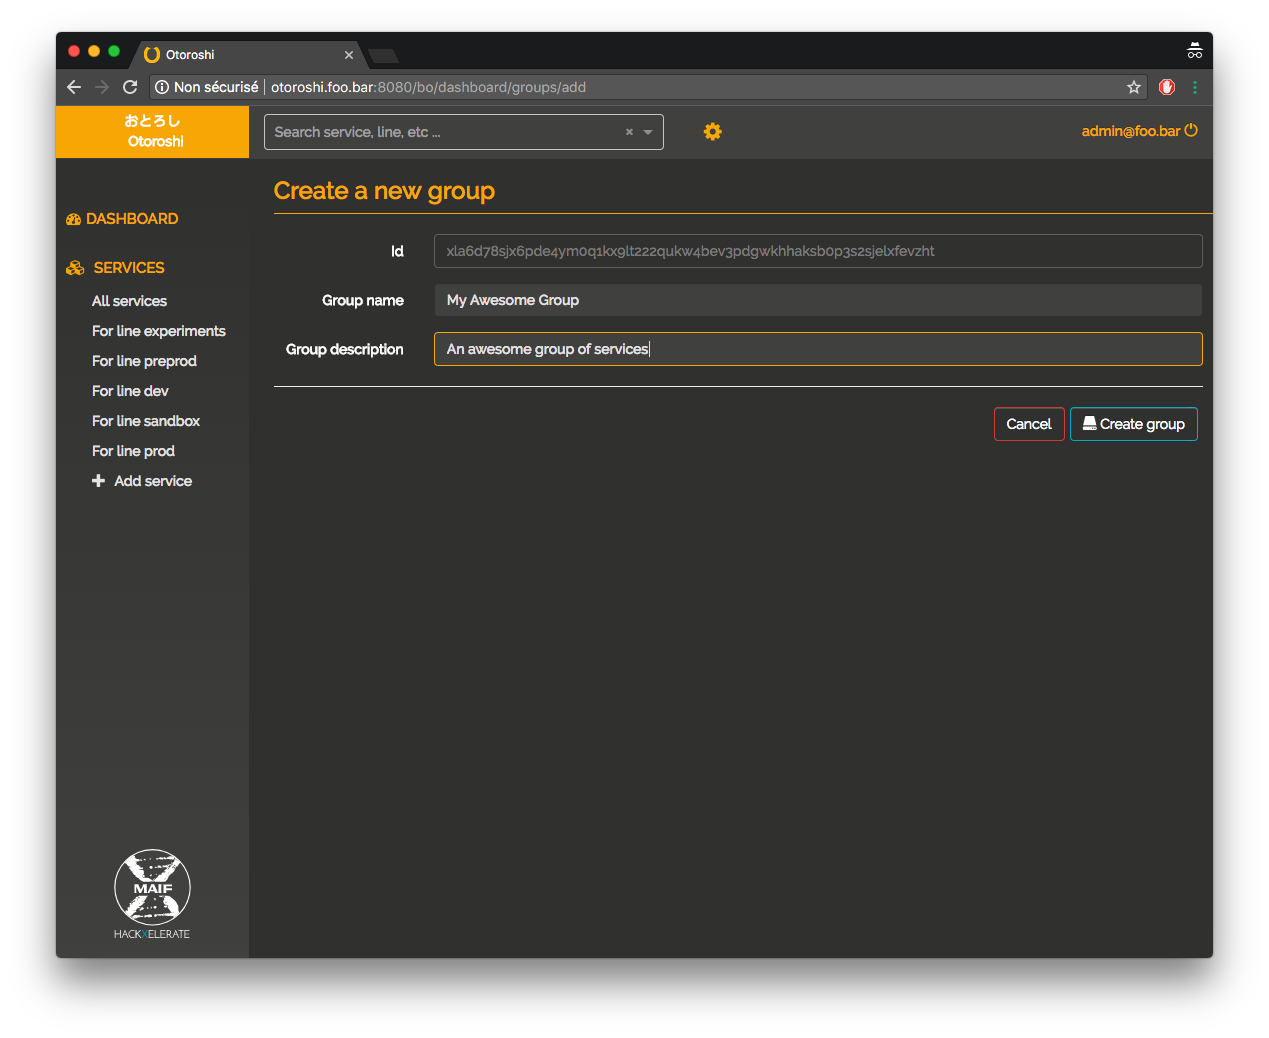 Otoroshi
Non sécurisé | otoroshi.foo.bar:8080/bo/dashboard/groups/add
おとろし
Otoroshi
Search service, line, etc ...
admin@foo.bar
DASHBOARD
SERVICES
All services
For line experiments
For line preprod
For line dev
For line sandbox
For line prod
Add service
Create a new group
Id xla6d78sjx6pde4ym0q1kx9lt222qukw4bev3pdgwkhhaksb0p3s2sjelxfevzht
Group name My Awesome Group
Group description An awesome group of services
Cancel Create group
MAIF
HACKXELERATE